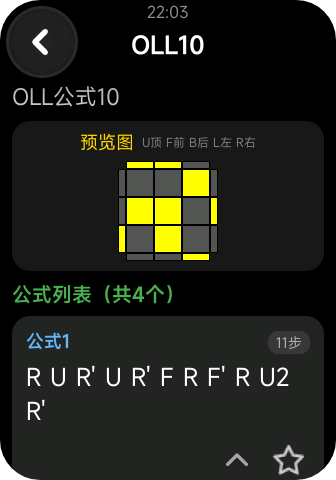 22:03
OLL10
OLL公式10
预览图 U顶 F前 B后 L左 R右
公式列表（共4个）
公式1 11步
R U R' U R' F R F' R U2
R'